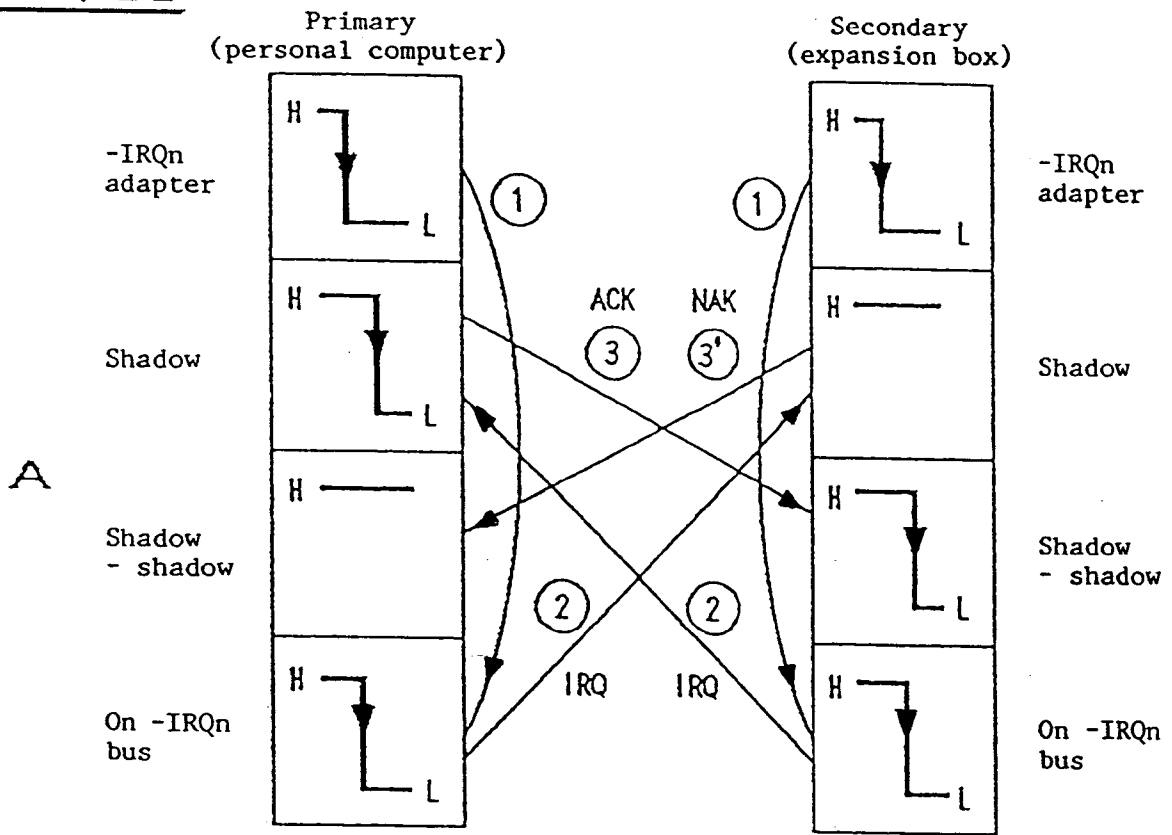 Primary
(personal computer)
Secondary
(expansion box)
-IRQn
adapter
H
L
1
1
H
L
-IRQn
adapter
Shadow
H
L
ACK
3
NAK
3'
H
Shadow
A
Shadow
- shadow
H
H
L
Shadow
- shadow
2
IRQ
2
IRQ
On -IRQn
bus
H
L
H
L
On -IRQn
bus